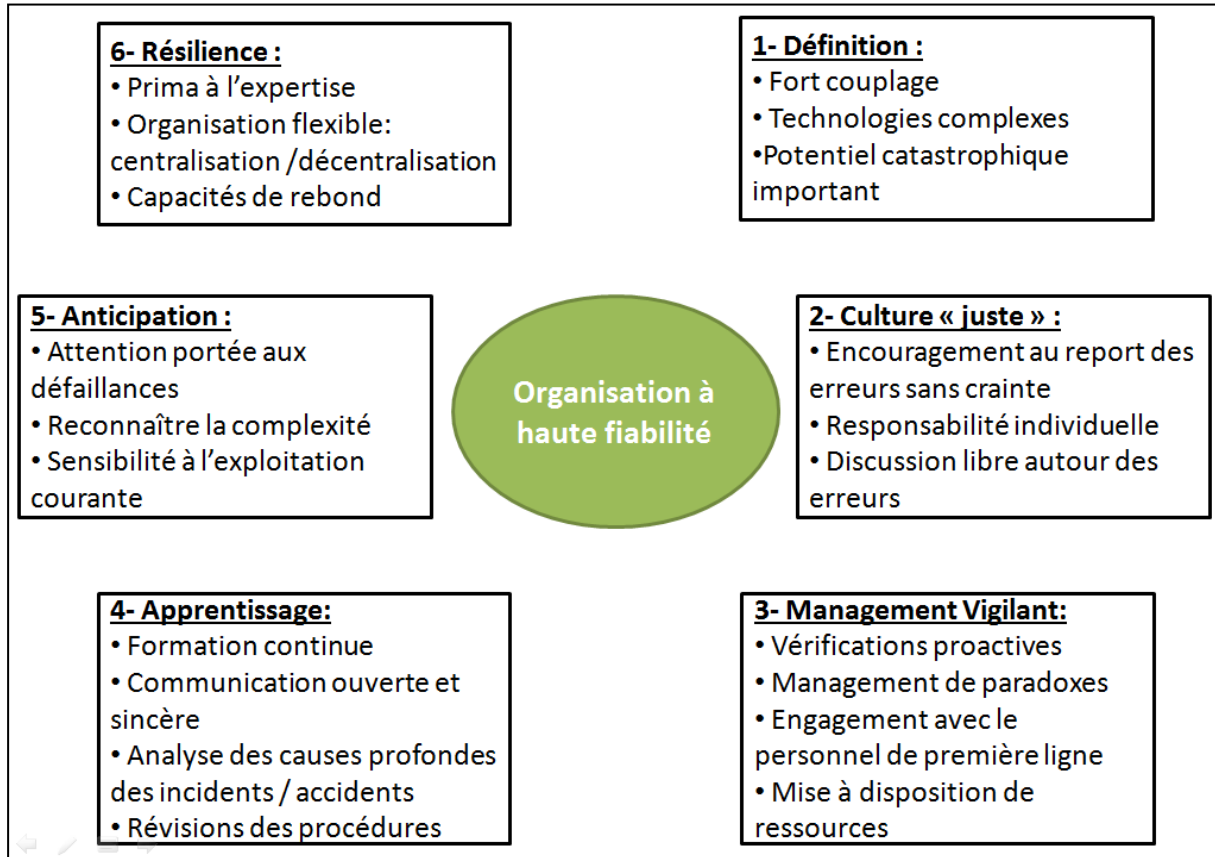 6- Résilience :
• Prima à l'expertise
• Organisation flexible:
centralisation /décentralisation
• Capacités de rebond
1- Définition :
• Fort couplage
• Technologies complexes
•Potentiel catastrophique
important
5- Anticipation :
• Attention portée aux
défaillances
• Reconnaître la complexité
• Sensibilité à l'exploitation
courante
Organisation à
haute fiabilité
2- Culture « juste » :
• Encouragement au report des
erreurs sans crainte
• Responsabilité individuelle
• Discussion libre autour des
erreurs
4- Apprentissage:
• Formation continue
• Communication ouverte et
sincère
• Analyse des causes profondes
des incidents / accidents
• Révisions des procédures
3- Management Vigilant:
• Vérifications proactives
• Management de paradoxes
• Engagement avec le
personnel de première ligne
• Mise à disposition de
ressources